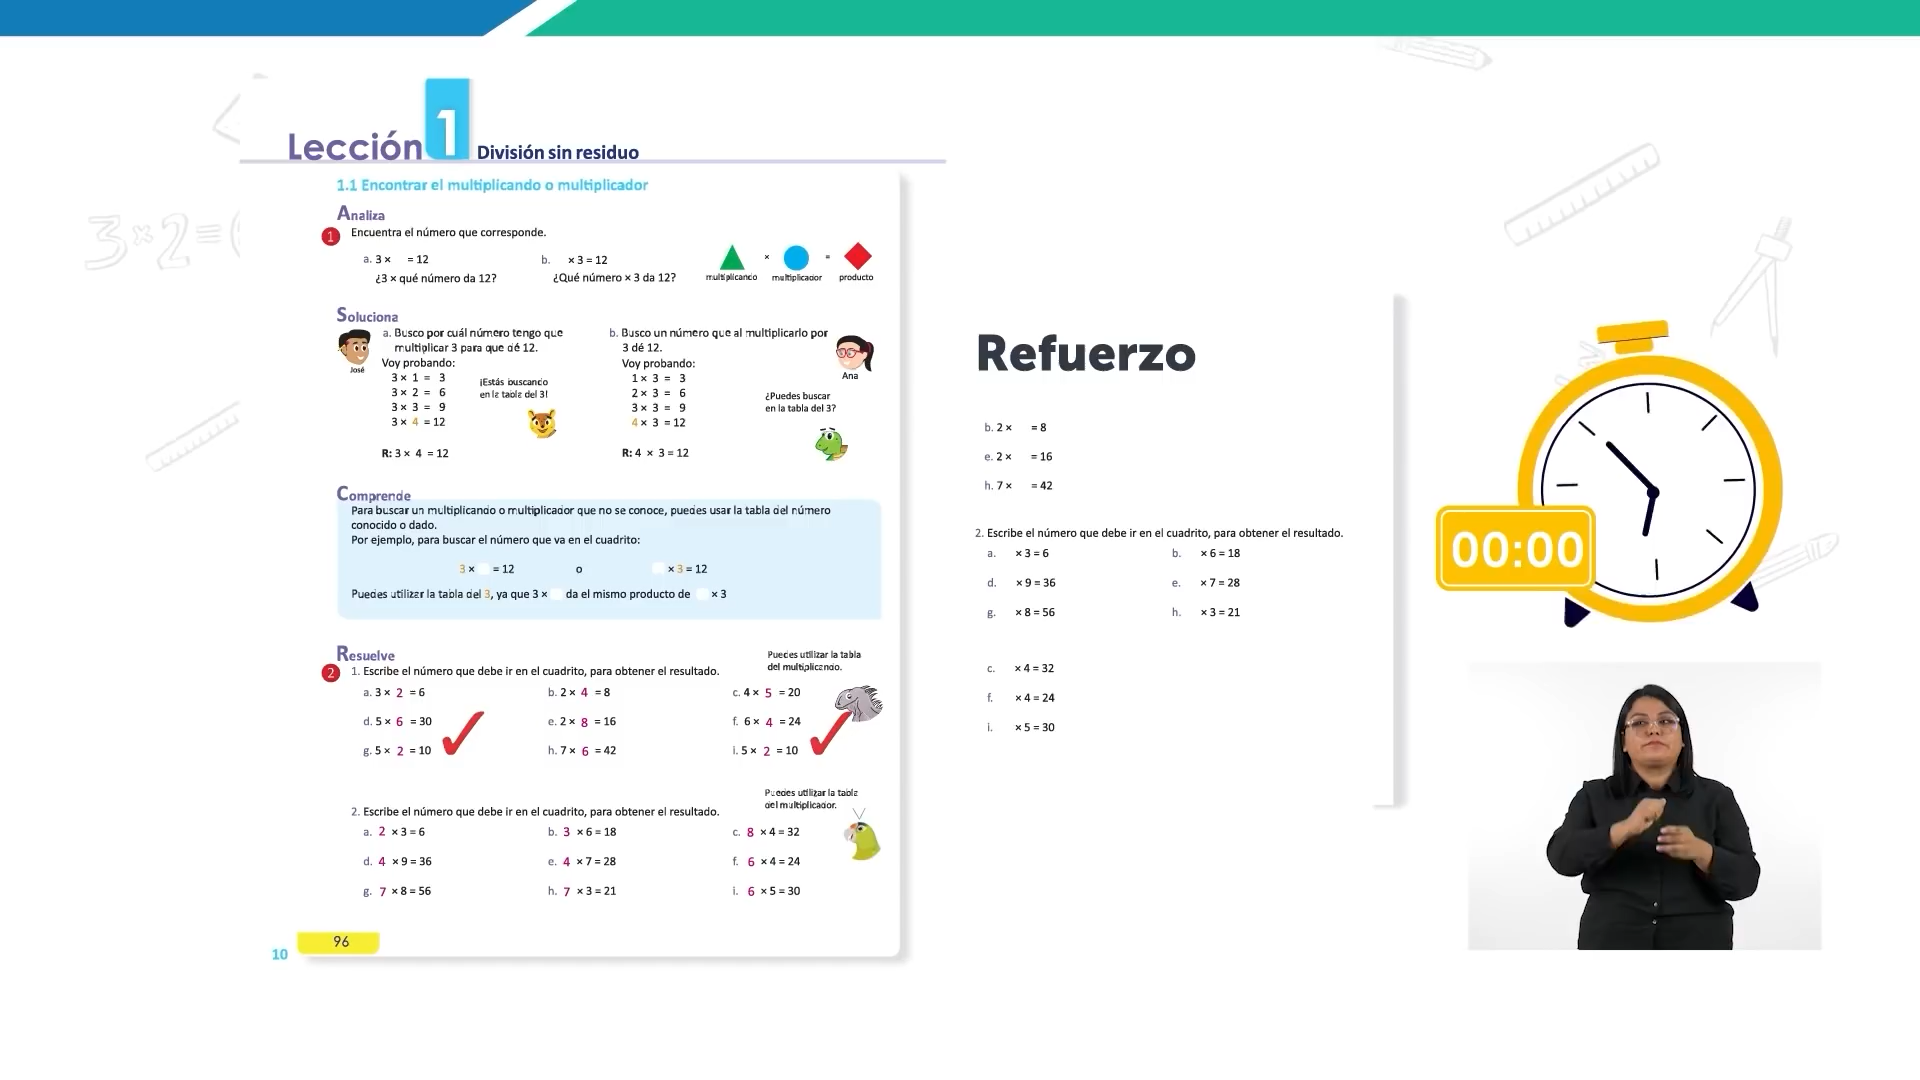 Lección 1 División sin residuo
1.1 Encontrar el multiplicando o multiplicador
Analiza
1 Encuentra el número que corresponde.
a. 3 × = 12
b. × 3 = 12
¿3 × qué número da 12?
¿Qué número × 3 da 12?
× =
multiplicando multiplicador producto
Soluciona
José
a. Busco por cuál número tengo que
multiplicar 3 para que dé 12.
Voy probando:
3 × 1 = 3
3 × 2 = 6
3 × 3 = 9
3 × 4 = 12
¡Estás buscando
en la tabla del 3!
R: 3 × 4 = 12
b. Busco un número que al multiplicarlo por
3 dé 12.
Voy probando:
1 × 3 = 3
2 × 3 = 6
3 × 3 = 9
4 × 3 = 12
Ana
¿Puedes buscar
en la tabla del 3?
R: 4 × 3 = 12
Comprende
Para buscar un multiplicando o multiplicador que no se conoce, puedes usar la tabla del número
conocido o dado.
Por ejemplo, para buscar el número que va en el cuadrito:
3 × = 12 o × 3 = 12
Puedes utilizar la tabla del 3, ya que 3 × da el mismo producto de × 3
Resuelve
Puedes utilizar la tabla
del multiplicando.
2 1. Escribe el número que debe ir en el cuadrito, para obtener el resultado.
a. 3 × 2 = 6 b. 2 × 4 = 8 c. 4 × 5 = 20
d. 5 × 6 = 30 e. 2 × 8 = 16 f. 6 × 4 = 24
g. 5 × 2 = 10 h. 7 × 6 = 42 i. 5 × 2 = 10
Puedes utilizar la tabla
del multiplicador.
2. Escribe el número que debe ir en el cuadrito, para obtener el resultado.
a. 2 × 3 = 6 b. 3 × 6 = 18 c. 8 × 4 = 32
d. 4 × 9 = 36 e. 4 × 7 = 28 f. 6 × 4 = 24
g. 7 × 8 = 56 h. 7 × 3 = 21 i. 6 × 5 = 30
96
10
Refuerzo
b. 2 × = 8
e. 2 × = 16
h. 7 × = 42
2. Escribe el número que debe ir en el cuadrito, para obtener el resultado.
a. × 3 = 6 b. × 6 = 18
d. × 9 = 36 e. × 7 = 28
g. × 8 = 56 h. × 3 = 21
c. × 4 = 32
f. × 4 = 24
i. × 5 = 30
00:00
3×2=